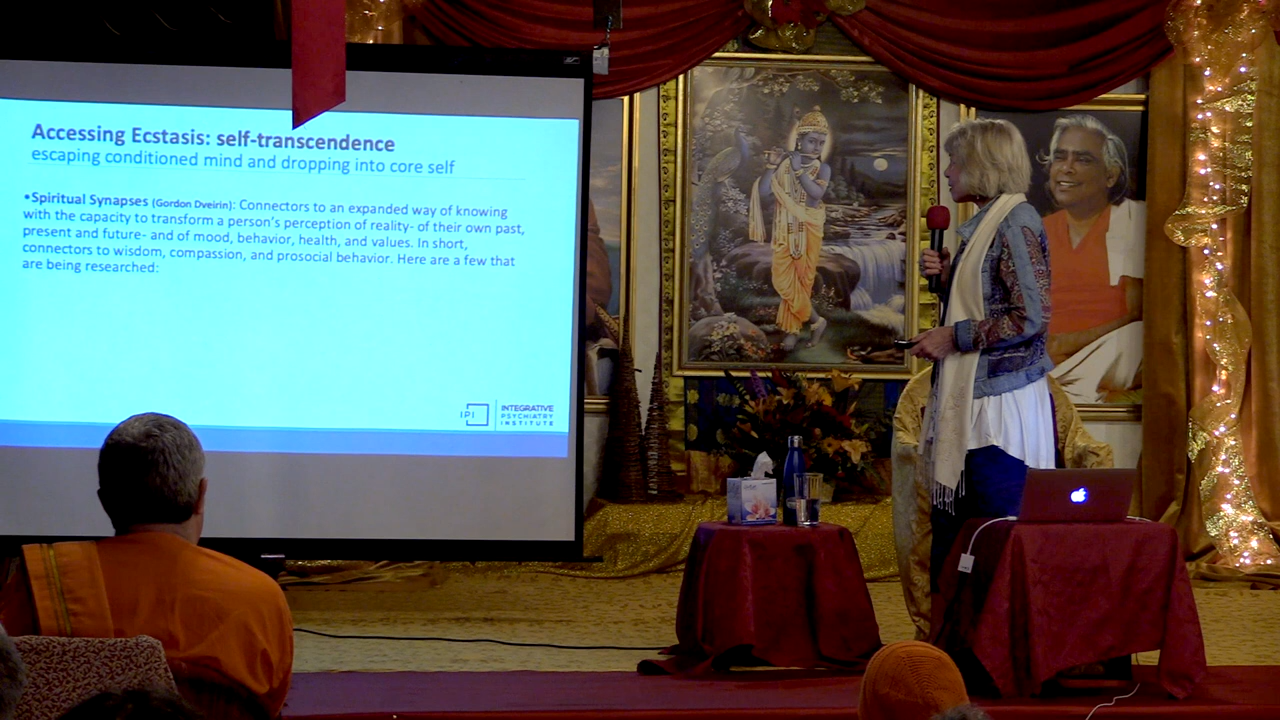 Accessing Ecstasis: self-transcendence
escaping conditioned mind and dropping into core self
•Spiritual Synapses (Gordon Dveirin): Connectors to an expanded way of knowing
with the capacity to transform a person's perception of reality- of their own past,
present and future- and of mood, behavior, health, and values. In short,
connectors to wisdom, compassion, and prosocial behavior. Here are a few that
are being researched:
IPI
INTEGRATIVE
PSYCHIATRY
INSTITUTE